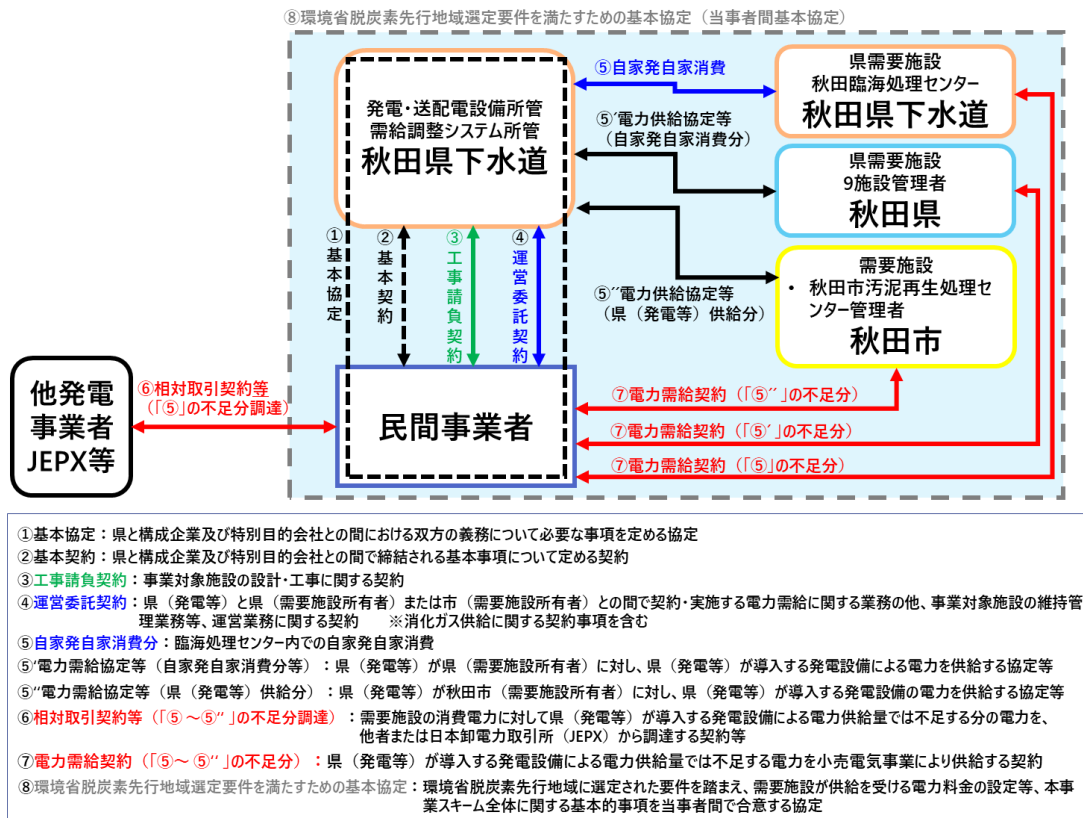 ⑧環境省脱炭素先行地域選定要件を満たすための基本協定（当事者間基本協定）
発電・送配電設備所管
需給調整システム所管
秋田県下水道
⑤自家発自家消費
県需要施設
秋田臨海処理センター
秋田県下水道
⑤’電力供給協定等
（自家発自家消費分）
県需要施設
9施設管理者
秋田県
⑤’’電力供給協定等
（県（発電等）供給分）
需要施設
・ 秋田市汚泥再生処理セ
ンター管理者
秋田市
①基本協定
②基本契約
③工事請負契約
④運営委託契約
他発電
事業者
JEPX等
⑥相対取引契約等
（「⑤」の不足分調達）
民間事業者
⑦電力需給契約（「⑤’’」の不足分）
⑦電力需給契約（「⑤’」の不足分）
⑦電力需給契約（「⑤」の不足分）
①基本協定：県と構成企業及び特別目的会社との間における双方の義務について必要な事項を定める協定
②基本契約：県と構成企業及び特別目的会社との間で締結される基本事項について定める契約
③工事請負契約：事業対象施設の設計・工事に関する契約
④運営委託契約：県（発電等）と県（需要施設所有者）または市（需要施設所有者）との間で契約・実施する電力需給に関する業務の他、事業対象施設の維持管
理業務等、運営業務に関する契約　※消化ガス供給に関する契約事項を含む
⑤自家発自家消費分：臨海処理センター内での自家発自家消費
⑤’電力需給協定等（自家発自家消費分等）：県（発電等）が県（需要施設所有者）に対し、県（発電等）が導入する発電設備による電力を供給する協定等
⑤’’電力需給協定等（県（発電等）供給分）：県（発電等）が秋田市（需要施設所有者）に対し、県（発電等）が導入する発電設備の電力を供給する協定等
⑥相対取引契約等（「⑤～⑤’’」の不足分調達）：需要施設の消費電力に対して県（発電等）が導入する発電設備による電力供給量では不足する分の電力を、
他者または日本卸電力取引所（JEPX）から調達する契約等
⑦電力需給契約（「⑤～⑤’’」の不足分）：県（発電等）が導入する発電設備による電力供給量では不足する電力を小売電気事業により供給する契約
⑧環境省脱炭素先行地域選定要件を満たすための基本協定：環境省脱炭素先行地域に選定された要件を踏まえ、需要施設が供給を受ける電力料金の設定等、本事
業スキーム全体に関する基本的事項を当事者間で合意する協定